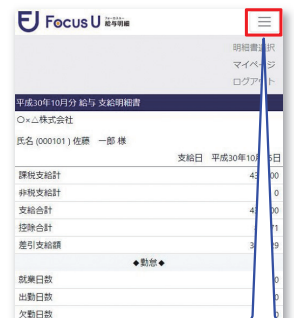 Focus U フォーカスユー 給与明細
明細書選択
マイページ
ログアウト
平成30年10月分 給与 支給明細書
○×△株式会社
氏名 (000101 ) 佐藤 一郎 様
支給日 平成30年10月
課税支給計
非税支給計 0
支給合計
控除合計
差引支給額
◆勤怠◆
就業日数
出勤日数
欠勤日数